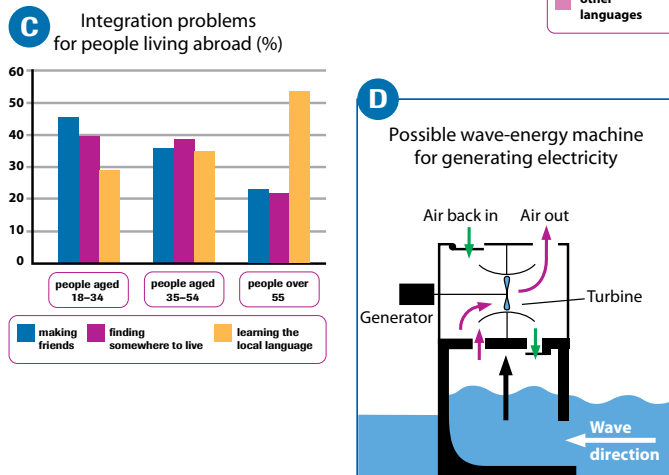 other
languages
C
Integration problems
for people living abroad (%)
60
50
40
30
20
10
0
people aged
18–34
people aged
35–54
people over
55
making
friends
finding
somewhere to live
learning the
local language
D
Possible wave-energy machine
for generating electricity
Air back in
Air out
Turbine
Generator
Wave
direction